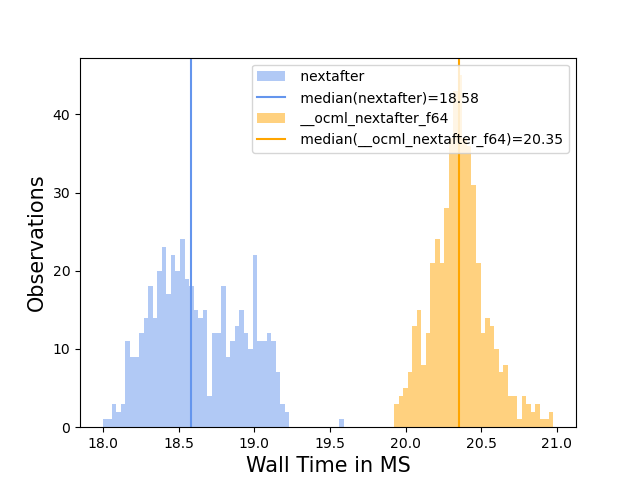 nextafter
median(nextafter)=18.58
__ocml_nextafter_f64
median(__ocml_nextafter_f64)=20.35
Observations
40
30
20
10
0
18.0 18.5 19.0 19.5 20.0 20.5 21.0
Wall Time in MS